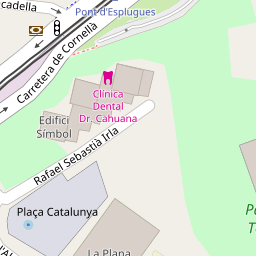 cadella
Pont d'Esplugues
Carretera de Cornellà
Clínica
Dental
Dr. Cahuana
Edifici
Símbol
Rafael Sebastià Irla
Plaça Catalunya
La Plana